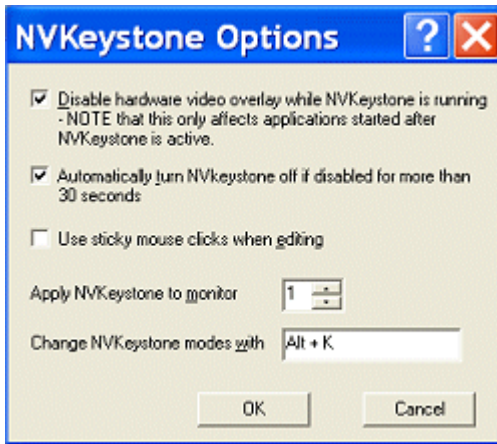 NVKeystone Options
?
Disable hardware video overlay while NVKeystone is running
- NOTE that this only affects applications started after
NVKeystone is active.
Automatically turn NVkeystone off if disabled for more than
30 seconds
Use sticky mouse clicks when editing
Apply NVKeystone to monitor 1
Change NVKeystone modes with Alt + K
OK Cancel